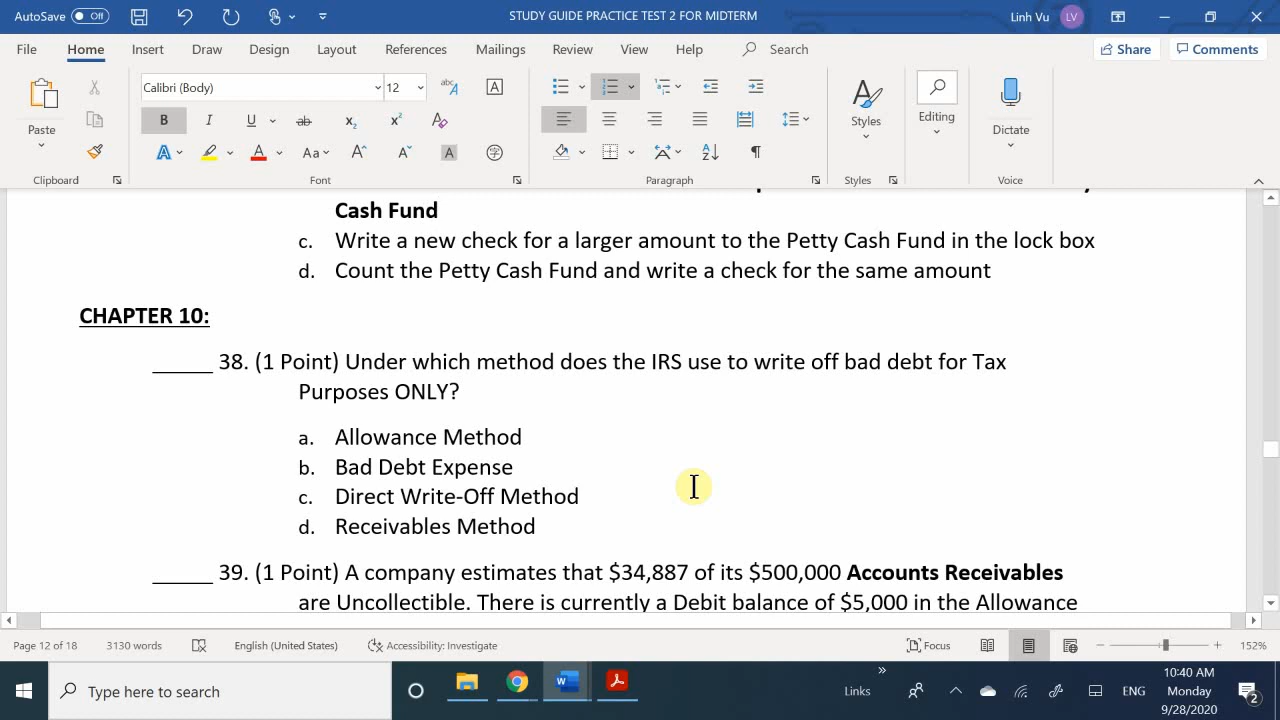 AutoSave Off STUDY GUIDE PRACTICE TEST 2 FOR MIDTERM Linh Vu LV
File Home Insert Draw Design Layout References Mailings Review View Help Search Share Comments
Calibri (Body) 12
Paste Styles Editing Dictate
Clipboard Font Paragraph Styles Voice
Cash Fund
c. Write a new check for a larger amount to the Petty Cash Fund in the lock box
d. Count the Petty Cash Fund and write a check for the same amount
CHAPTER 10:
_____ 38. (1 Point) Under which method does the IRS use to write off bad debt for Tax
Purposes ONLY?
a. Allowance Method
b. Bad Debt Expense
c. Direct Write-Off Method
d. Receivables Method
_____ 39. (1 Point) A company estimates that $34,887 of its $500,000 Accounts Receivables
are Uncollectible. There is currently a Debit balance of $5,000 in the Allowance
Page 12 of 18 3130 words English (United States) Accessibility: Investigate Focus 152%
Type here to search Links ENG 10:40 AM
Monday
9/28/2020 2